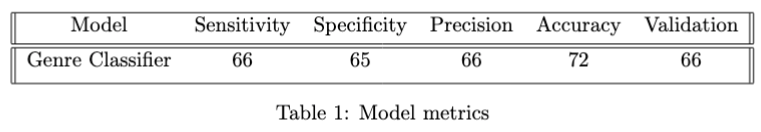 Model Sensitivity Specificity Precision Accuracy Validation
Genre Classifier 66 65 66 72 66
Table 1: Model metrics